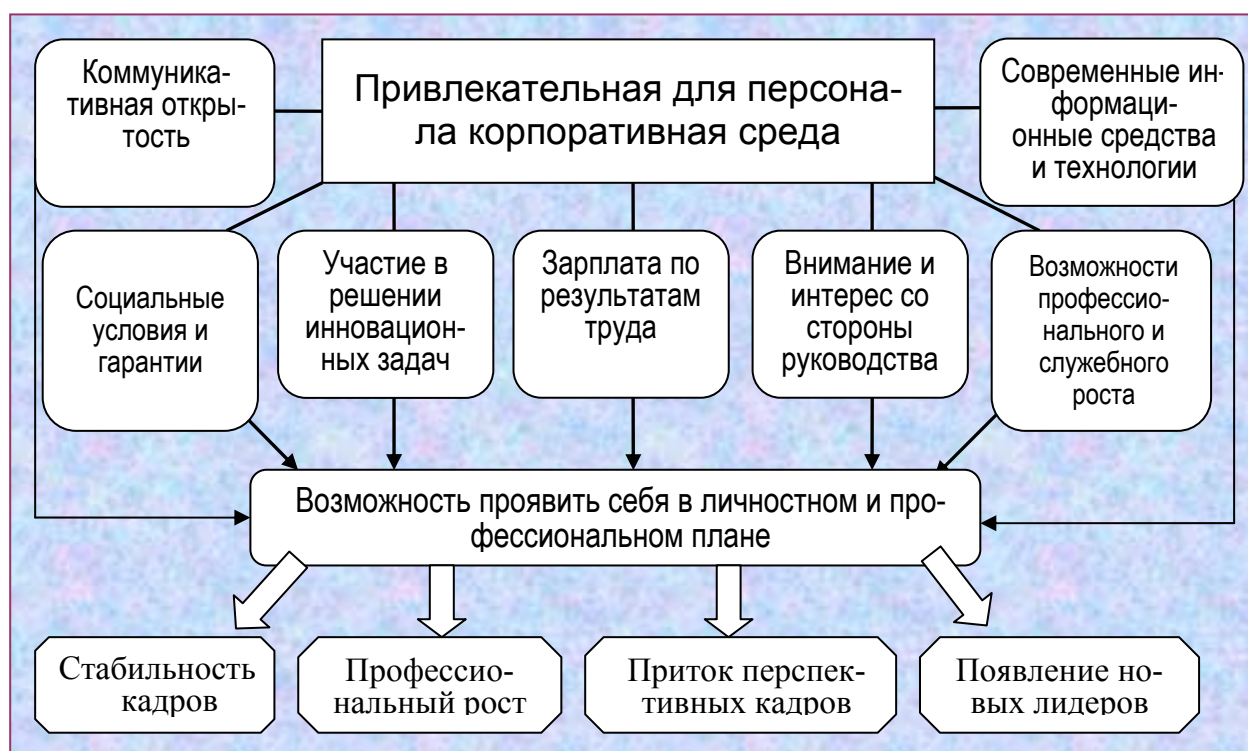 Коммуника-
тивная откры-
тость
Привлекательная для персона-
ла корпоративная среда
Современные ин-
формаци-
онные средства
и технологии
Социальные
условия и
гарантии
Участие в
решении
инновацион-
ных задач
Зарплата по
результатам
труда
Внимание и
интерес со
стороны
руководства
Возможности
профессио-
нального и
служебного
роста
Возможность проявить себя в личностном и про-
фессиональном плане
Стабильность
кадров
Профессио-
нальный рост
Приток перспек-
тивных кадров
Появление но-
вых лидеров